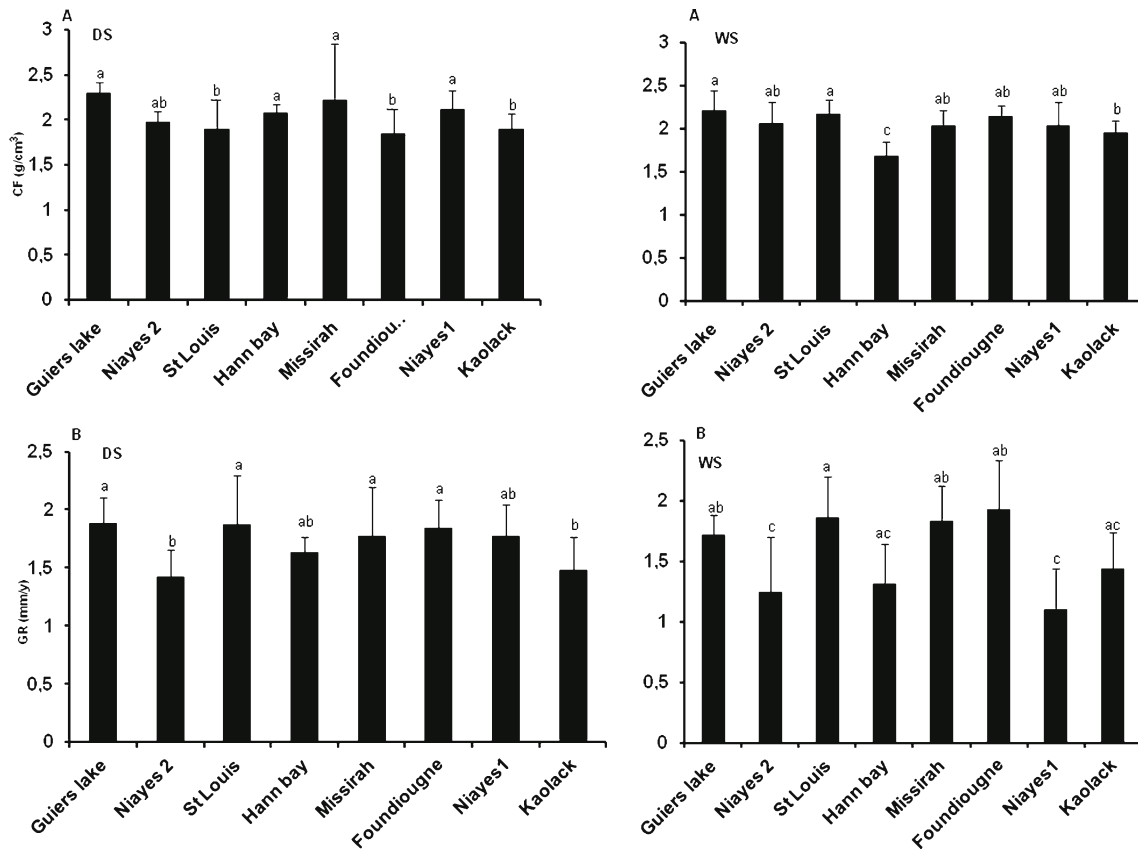 A
DS
3
2,5
2
1,5
1
0,5
0
CF (g/cm³)
a
ab
b
a
a
b
a
b
Guiers lake
Niayes 2
St Louis
Hann bay
Missirah
Foundiou..
Niayes1
Kaolack
A
WS
3
2,5
2
1,5
1
0,5
0
a
ab
a
c
ab
ab
ab
b
Guiers lake
Niayes 2
St Louis
Hann bay
Missirah
Foundiougne
Niayes1
Kaolack
B
DS
2,5
2
1,5
1
0,5
0
GR (mm/y)
a
b
a
ab
a
a
ab
b
Guiers lake
Niayes 2
St Louis
Hann bay
Missirah
Foundiougne
Niayes1
Kaolack
B
WS
2,5
2
1,5
1
0,5
0
ab
c
a
ac
ab
ab
c
ac
Guiers lake
Niayes 2
St Louis
Hann bay
Missirah
Foundiougne
Niayes1
Kaolack